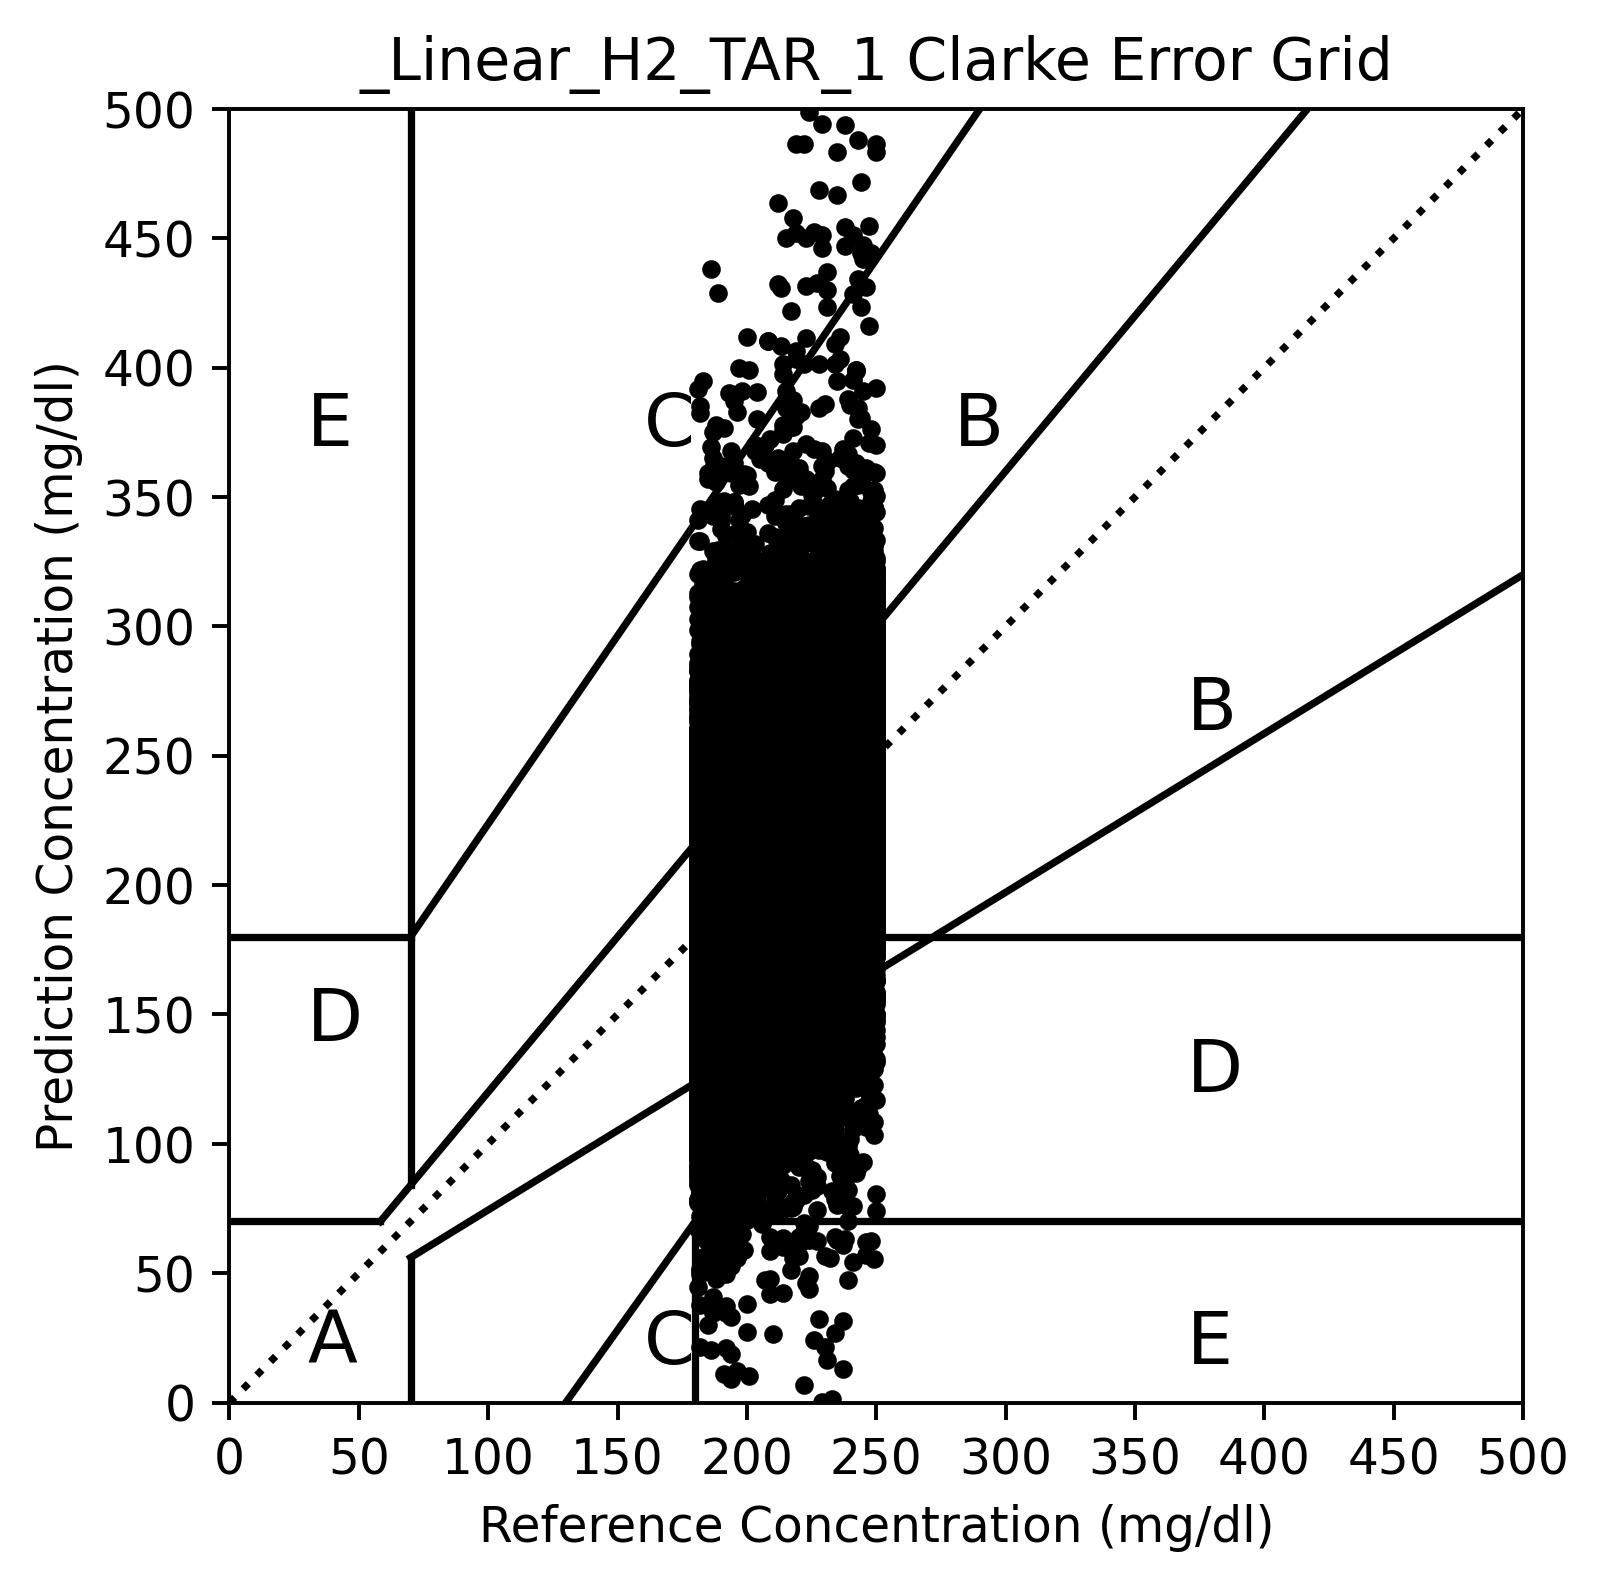 _Linear_H2_TAR_1 Clarke Error Grid
500
450
400
350
300
250
200
150
100
50
0
Prediction Concentration (mg/dl)
E
C
B
B
D
D
A
C
E
0 50 100 150 200 250 300 350 400 450 500
Reference Concentration (mg/dl)